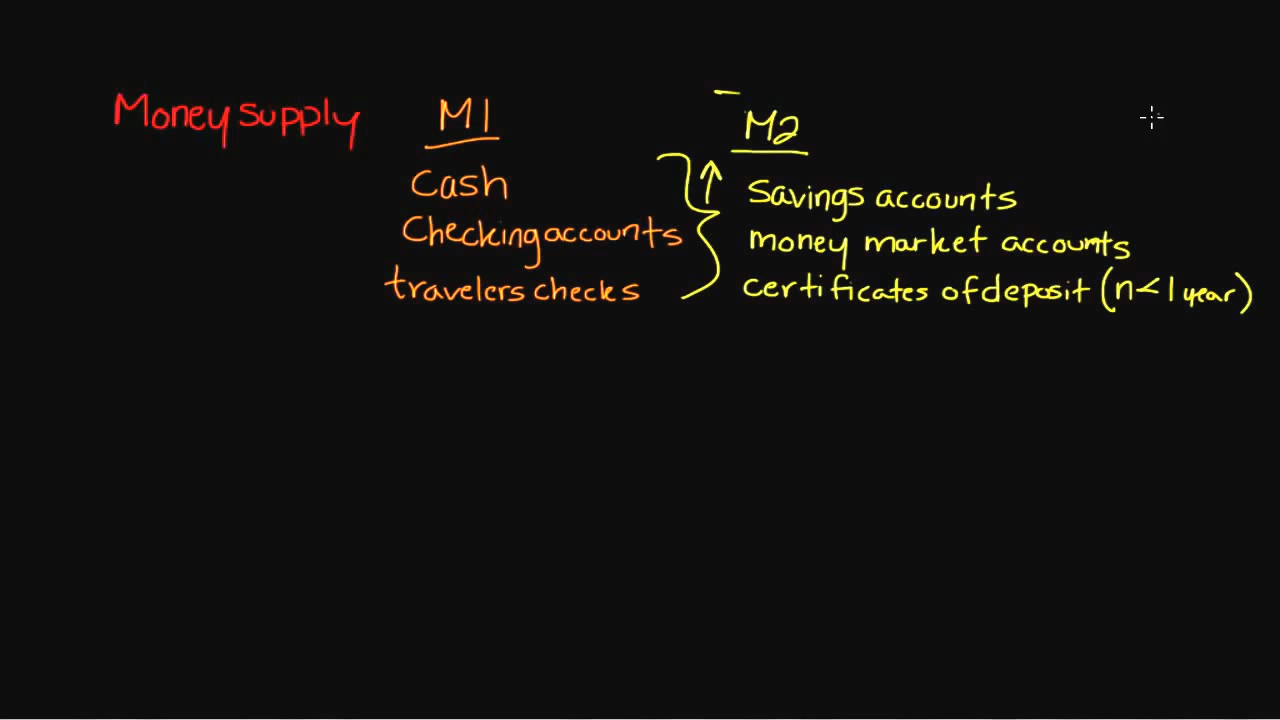 Money supply
M1
Cash
Checking accounts
travelers checks
M2
Savings accounts
money market accounts
certificates of deposit (n < 1 year)